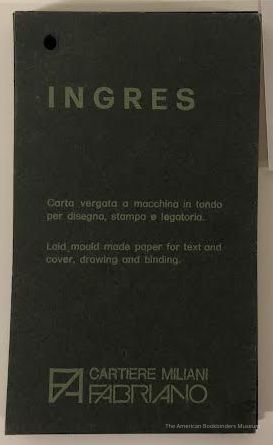 INGRES
Carta vergata a macchina in tondo
per disegno, stampa e legatoria.
Laid mould made paper for text and
cover, drawing and binding.
CARTIERE MILIANI
FABRIANO
The American Bookbinders Museum